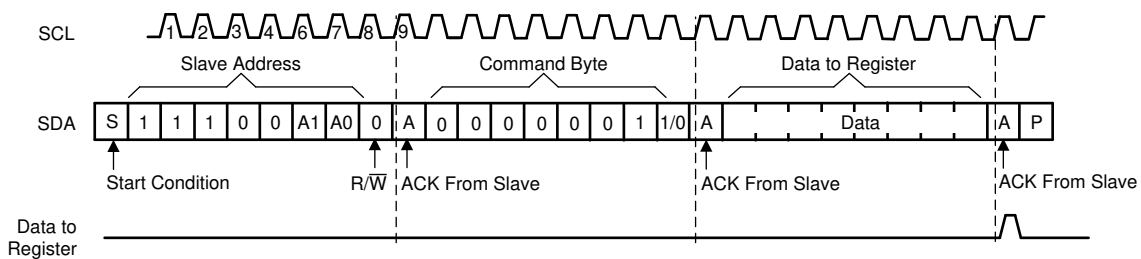 SCL 1 2 3 4 6 7 8 9
Slave Address Command Byte Data to Register
SDA S 1 1 1 0 0 A1 A0 0 A 0 0 0 0 0 0 1 1/0 A Data A P
Start Condition R/W̅ ACK From Slave ACK From Slave ACK From Slave
Data to
Register